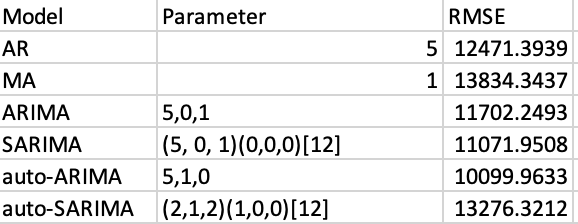 Model Parameter RMSE
AR 5 12471.3939
MA 1 13834.3437
ARIMA 5,0,1 11702.2493
SARIMA (5, 0, 1)(0,0,0)[12] 11071.9508
auto-ARIMA 5,1,0 10099.9633
auto-SARIMA (2,1,2)(1,0,0)[12] 13276.3212